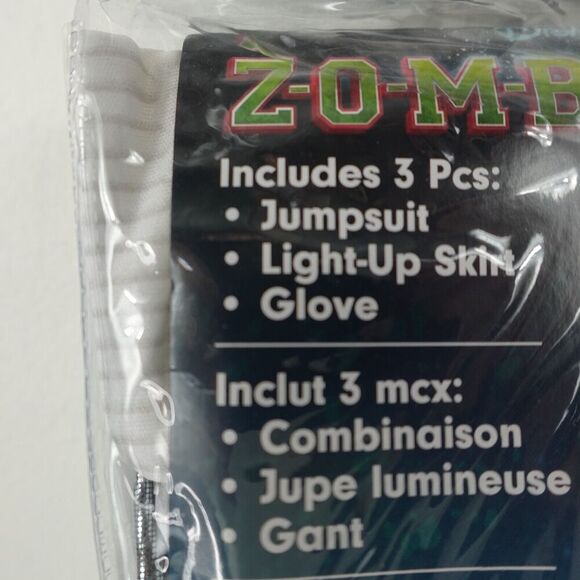 Z-O-M-B
Includes 3 Pcs:
• Jumpsuit
• Light-Up Skirt
• Glove
Inclut 3 mcx:
• Combinaison
• Jupe lumineuse
• Gant